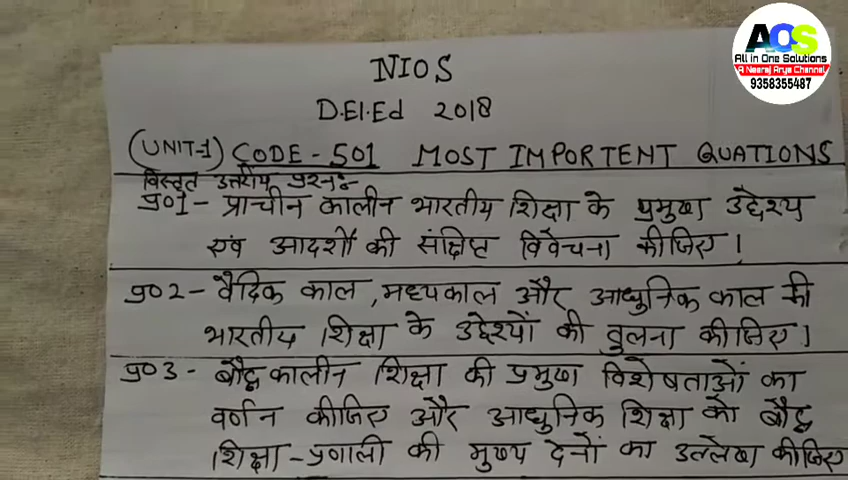 AOS
All in One Solutions
A Neeraj Arya Channel
9358355487
NIOS
D.El.Ed 2018
(UNIT-1) CODE - 501 MOST IMPORTENT QUATIONS
विस्तृत उत्तरीय प्रश्न:-
प्र01- प्राचीन कालीन भारतीय शिक्षा के प्रमुख उद्देश्य
एवं आदर्शों की संक्षिप्त विवेचना कीजिए।
प्र02- वैदिक काल, मध्यकाल और आधुनिक काल की
भारतीय शिक्षा के उद्देश्यों की तुलना कीजिए।
प्र03- बौद्ध कालीन शिक्षा की प्रमुख विशेषताओं का
वर्णन कीजिए और आधुनिक शिक्षा को बौद्ध
शिक्षा-प्रणाली की मुख्य देनों का उल्लेख कीजिए